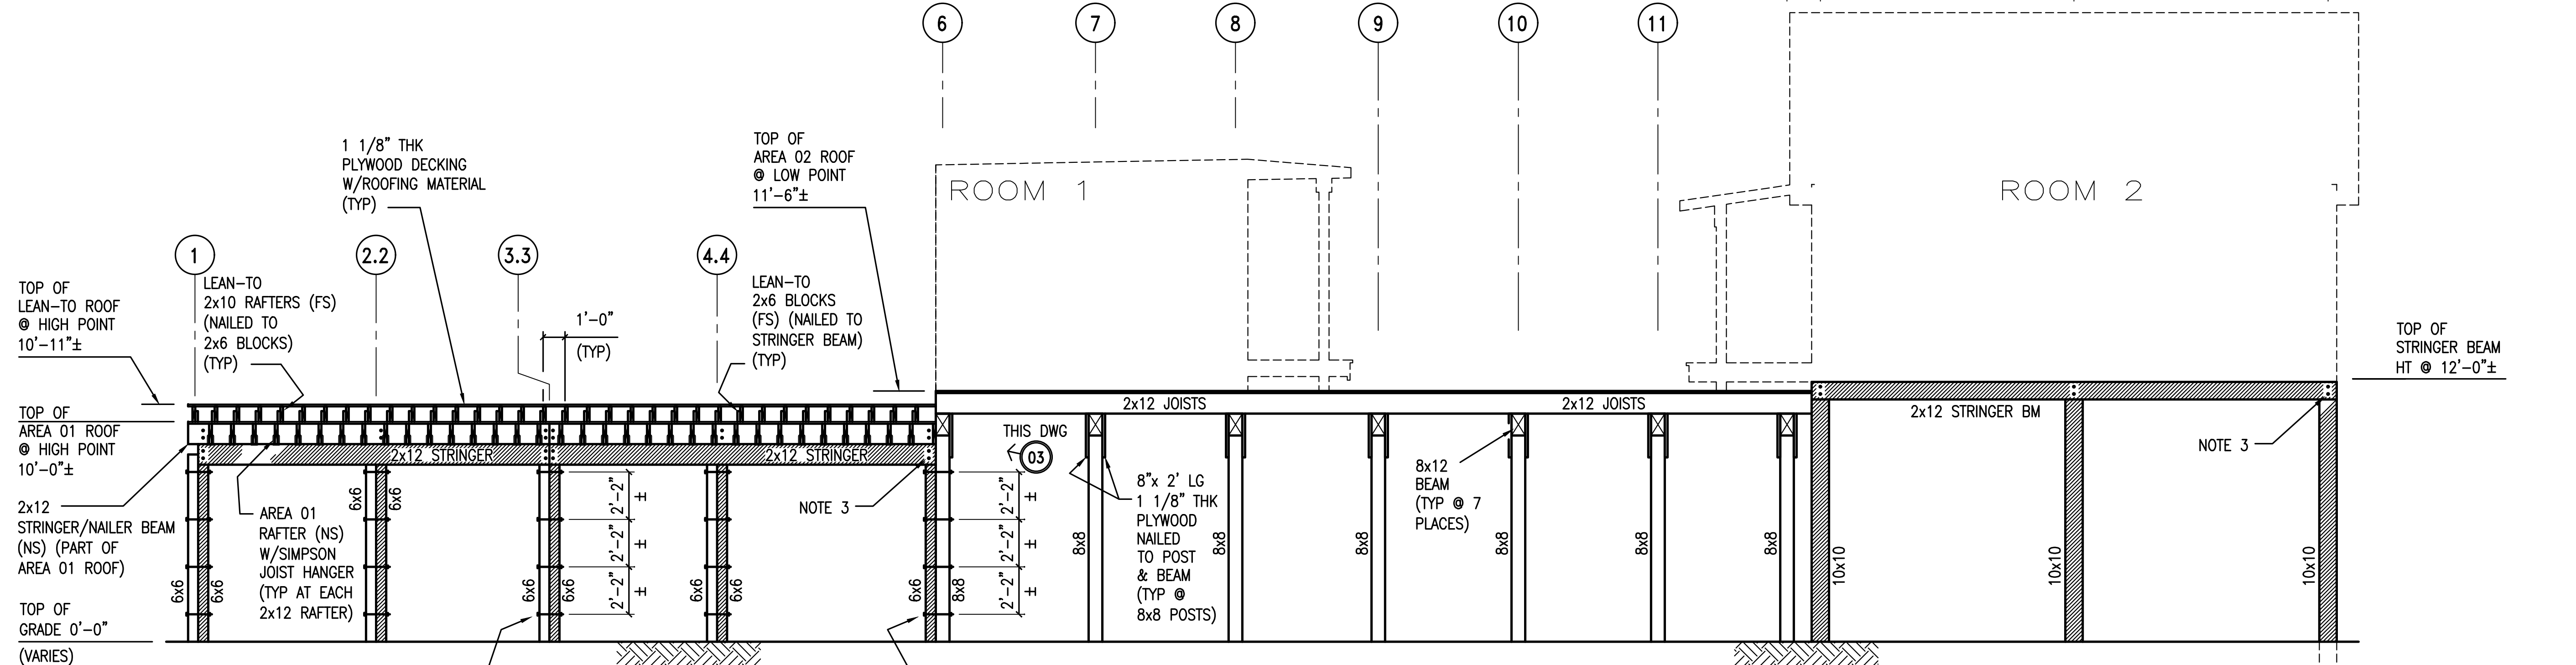 6
7
8
9
10
11
ROOM 1
ROOM 2
1 1/8" THK
PLYWOOD DECKING
W/ROOFING MATERIAL
(TYP)
TOP OF
AREA 02 ROOF
@ LOW POINT
11'-6"±
1
2.2
3.3
4.4
TOP OF
LEAN-TO ROOF
@ HIGH POINT
10'-11"±
LEAN-TO
2x10 RAFTERS (FS)
(NAILED TO
2x6 BLOCKS)
(TYP)
1'-0"
(TYP)
LEAN-TO
2x6 BLOCKS
(FS) (NAILED TO
STRINGER BEAM)
(TYP)
TOP OF
STRINGER BEAM
HT @ 12'-0"±
TOP OF
AREA 01 ROOF
@ HIGH POINT
10'-0"±
2x12 JOISTS
2x12 JOISTS
2x12 STRINGER BM
2x12 STRINGER
2x12 STRINGER
THIS DWG
03
NOTE 3
NOTE 3
2x12
STRINGER/NAILER BEAM
(NS) (PART OF
AREA 01 ROOF)
AREA 01
RAFTER (NS)
W/SIMPSON
JOIST HANGER
(TYP AT EACH
2x12 RAFTER)
8"x 2' LG
1 1/8" THK
PLYWOOD
NAILED
TO POST
& BEAM
(TYP @
8x8 POSTS)
8x12
BEAM
(TYP @ 7
PLACES)
6x6
6x6
6x6
6x6
6x6
6x6
6x6
6x6
6x6
8x8
2'-2"
±
2'-2"
±
2'-2"
±
2'-2"
±
2'-2"
±
2'-2"
±
8x8
8x8
8x8
8x8
8x8
8x8
10x10
10x10
10x10
TOP OF
GRADE 0'-0"
(VARIES)